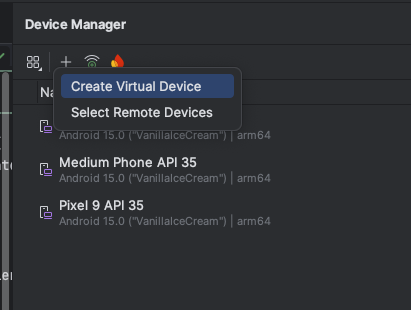 Device Manager
Create Virtual Device
Select Remote Devices
Android 15.0 ("VanillaIceCream") | arm64
Medium Phone API 35
Android 15.0 ("VanillaIceCream") | arm64
Pixel 9 API 35
Android 15.0 ("VanillaIceCream") | arm64